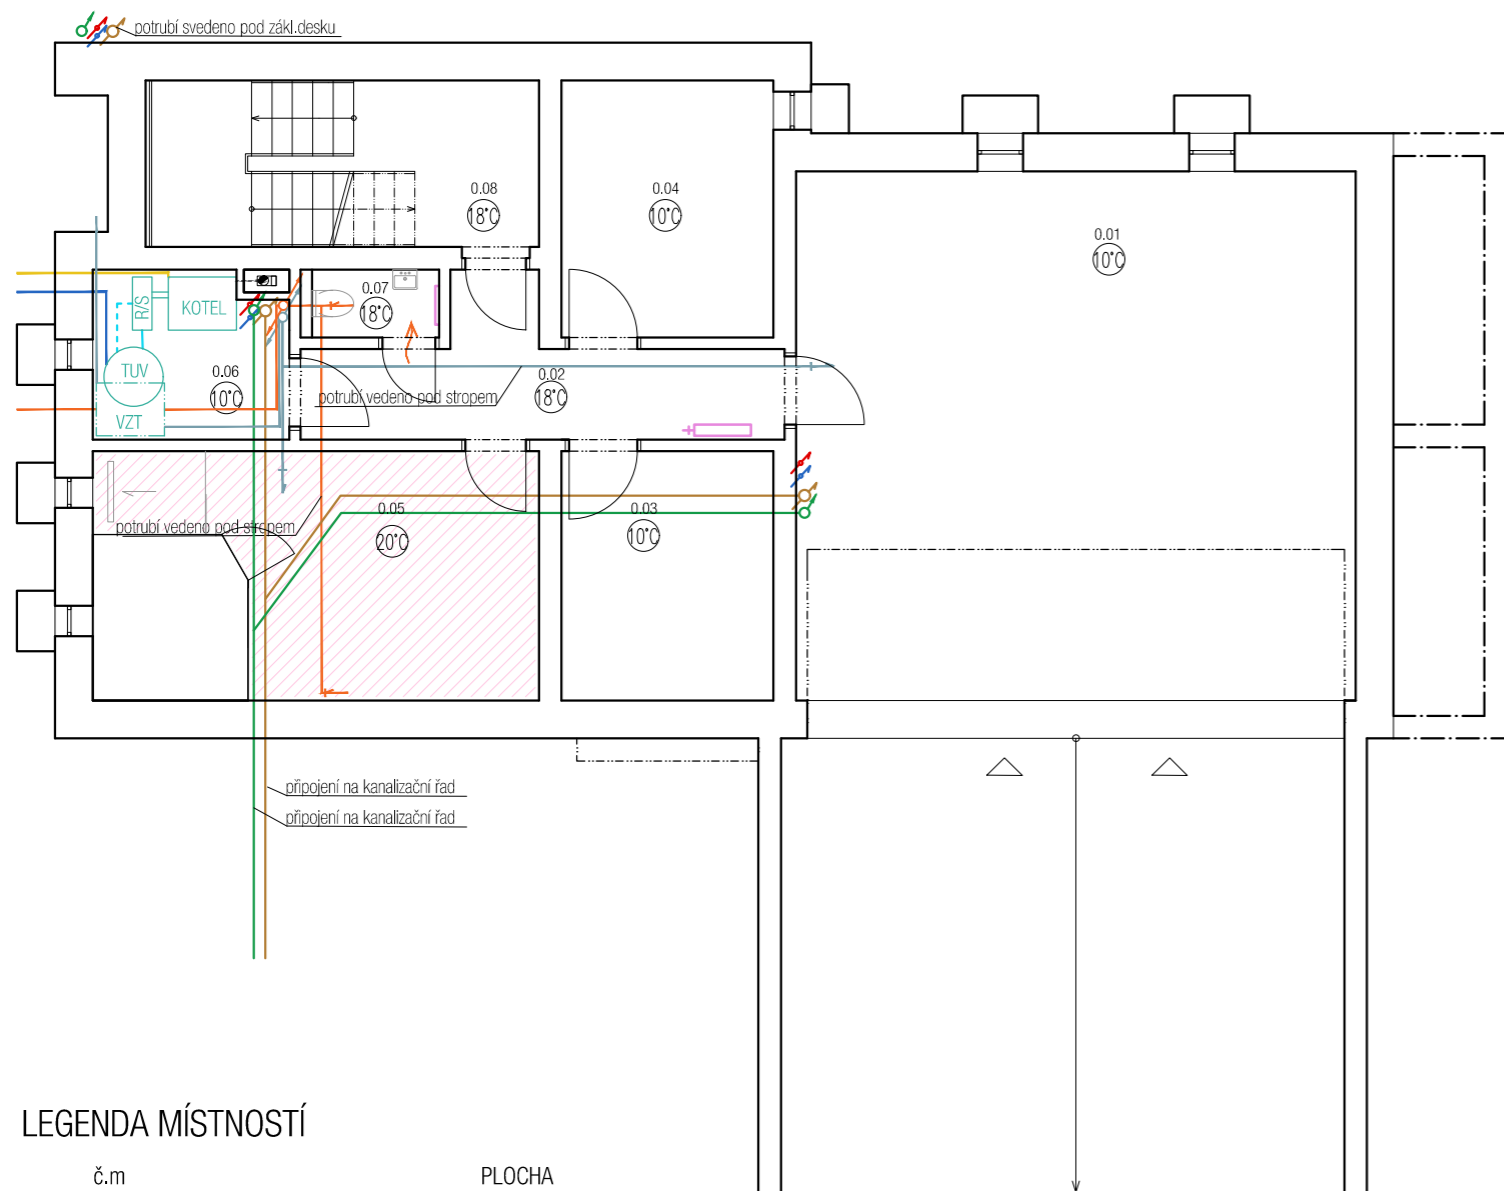 potrubí svedeno pod zákl.desku
0.08
18°C
0.04
10°C
0.01
10°C
0.07
18°C
R/S
KOTEL
TUV
VZT
0.06
10°C
0.02
18°C
potrubí vedeno pod stropem
0.05
20°C
potrubí vedeno pod stropem
0.03
10°C
připojení na kanalizační řad
připojení na kanalizační řad
LEGENDA MÍSTNOSTÍ
č.m PLOCHA